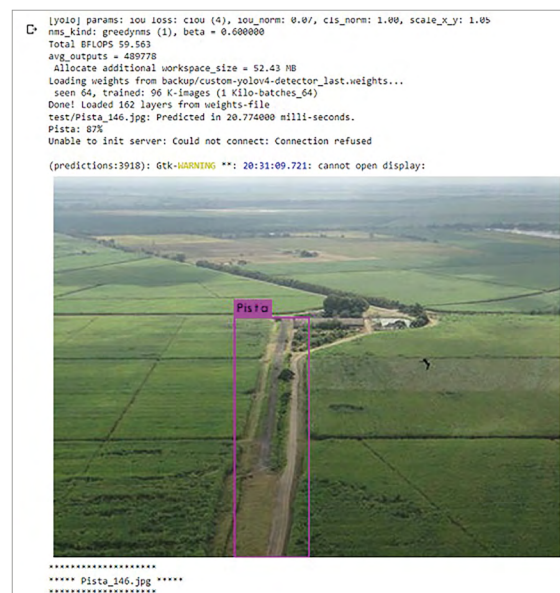 [yolo] params: iou loss: ciou (4), iou_norm: 0.07, cls_norm: 1.00, scale_x_y: 1.05
nms_kind: greedynms (1), beta = 0.600000
Total BFLOPS 59.563
avg_outputs = 489778
Allocate additional workspace_size = 52.43 MB
Loading weights from backup/custom-yolov4-detector_last.weights...
seen 64, trained: 96 K-images (1 Kilo-batches_64)
Done! Loaded 162 layers from weights-file
test/Pista_146.jpg: Predicted in 20.774000 milli-seconds.
Pista: 87%
Unable to init server: Could not connect: Connection refused
(predictions:3918): Gtk-WARNING **: 20:31:09.721: cannot open display:
Pista
********************
***** Pista_146.jpg *****
********************